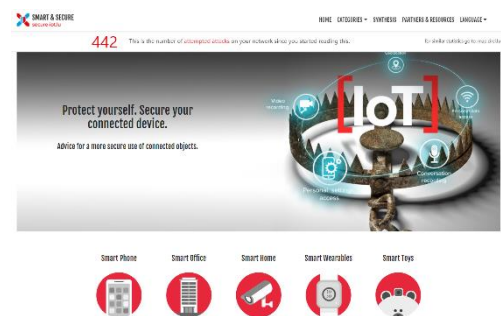 SMART & SECURE
secure-iot.lu
HOME CATEGORIES SYNTHESIS PARTNERS & RESOURCES LANGUAGE
442 This is the number of attempted attacks on your network since you started reading this.
[IoT]
Video
recording
Protect yourself. Secure your
connected device.
Advice for a more secure use of connected objects.
Conversation
recording
access
Smart Phone Smart Office Smart Home Smart Wearables Smart Toys